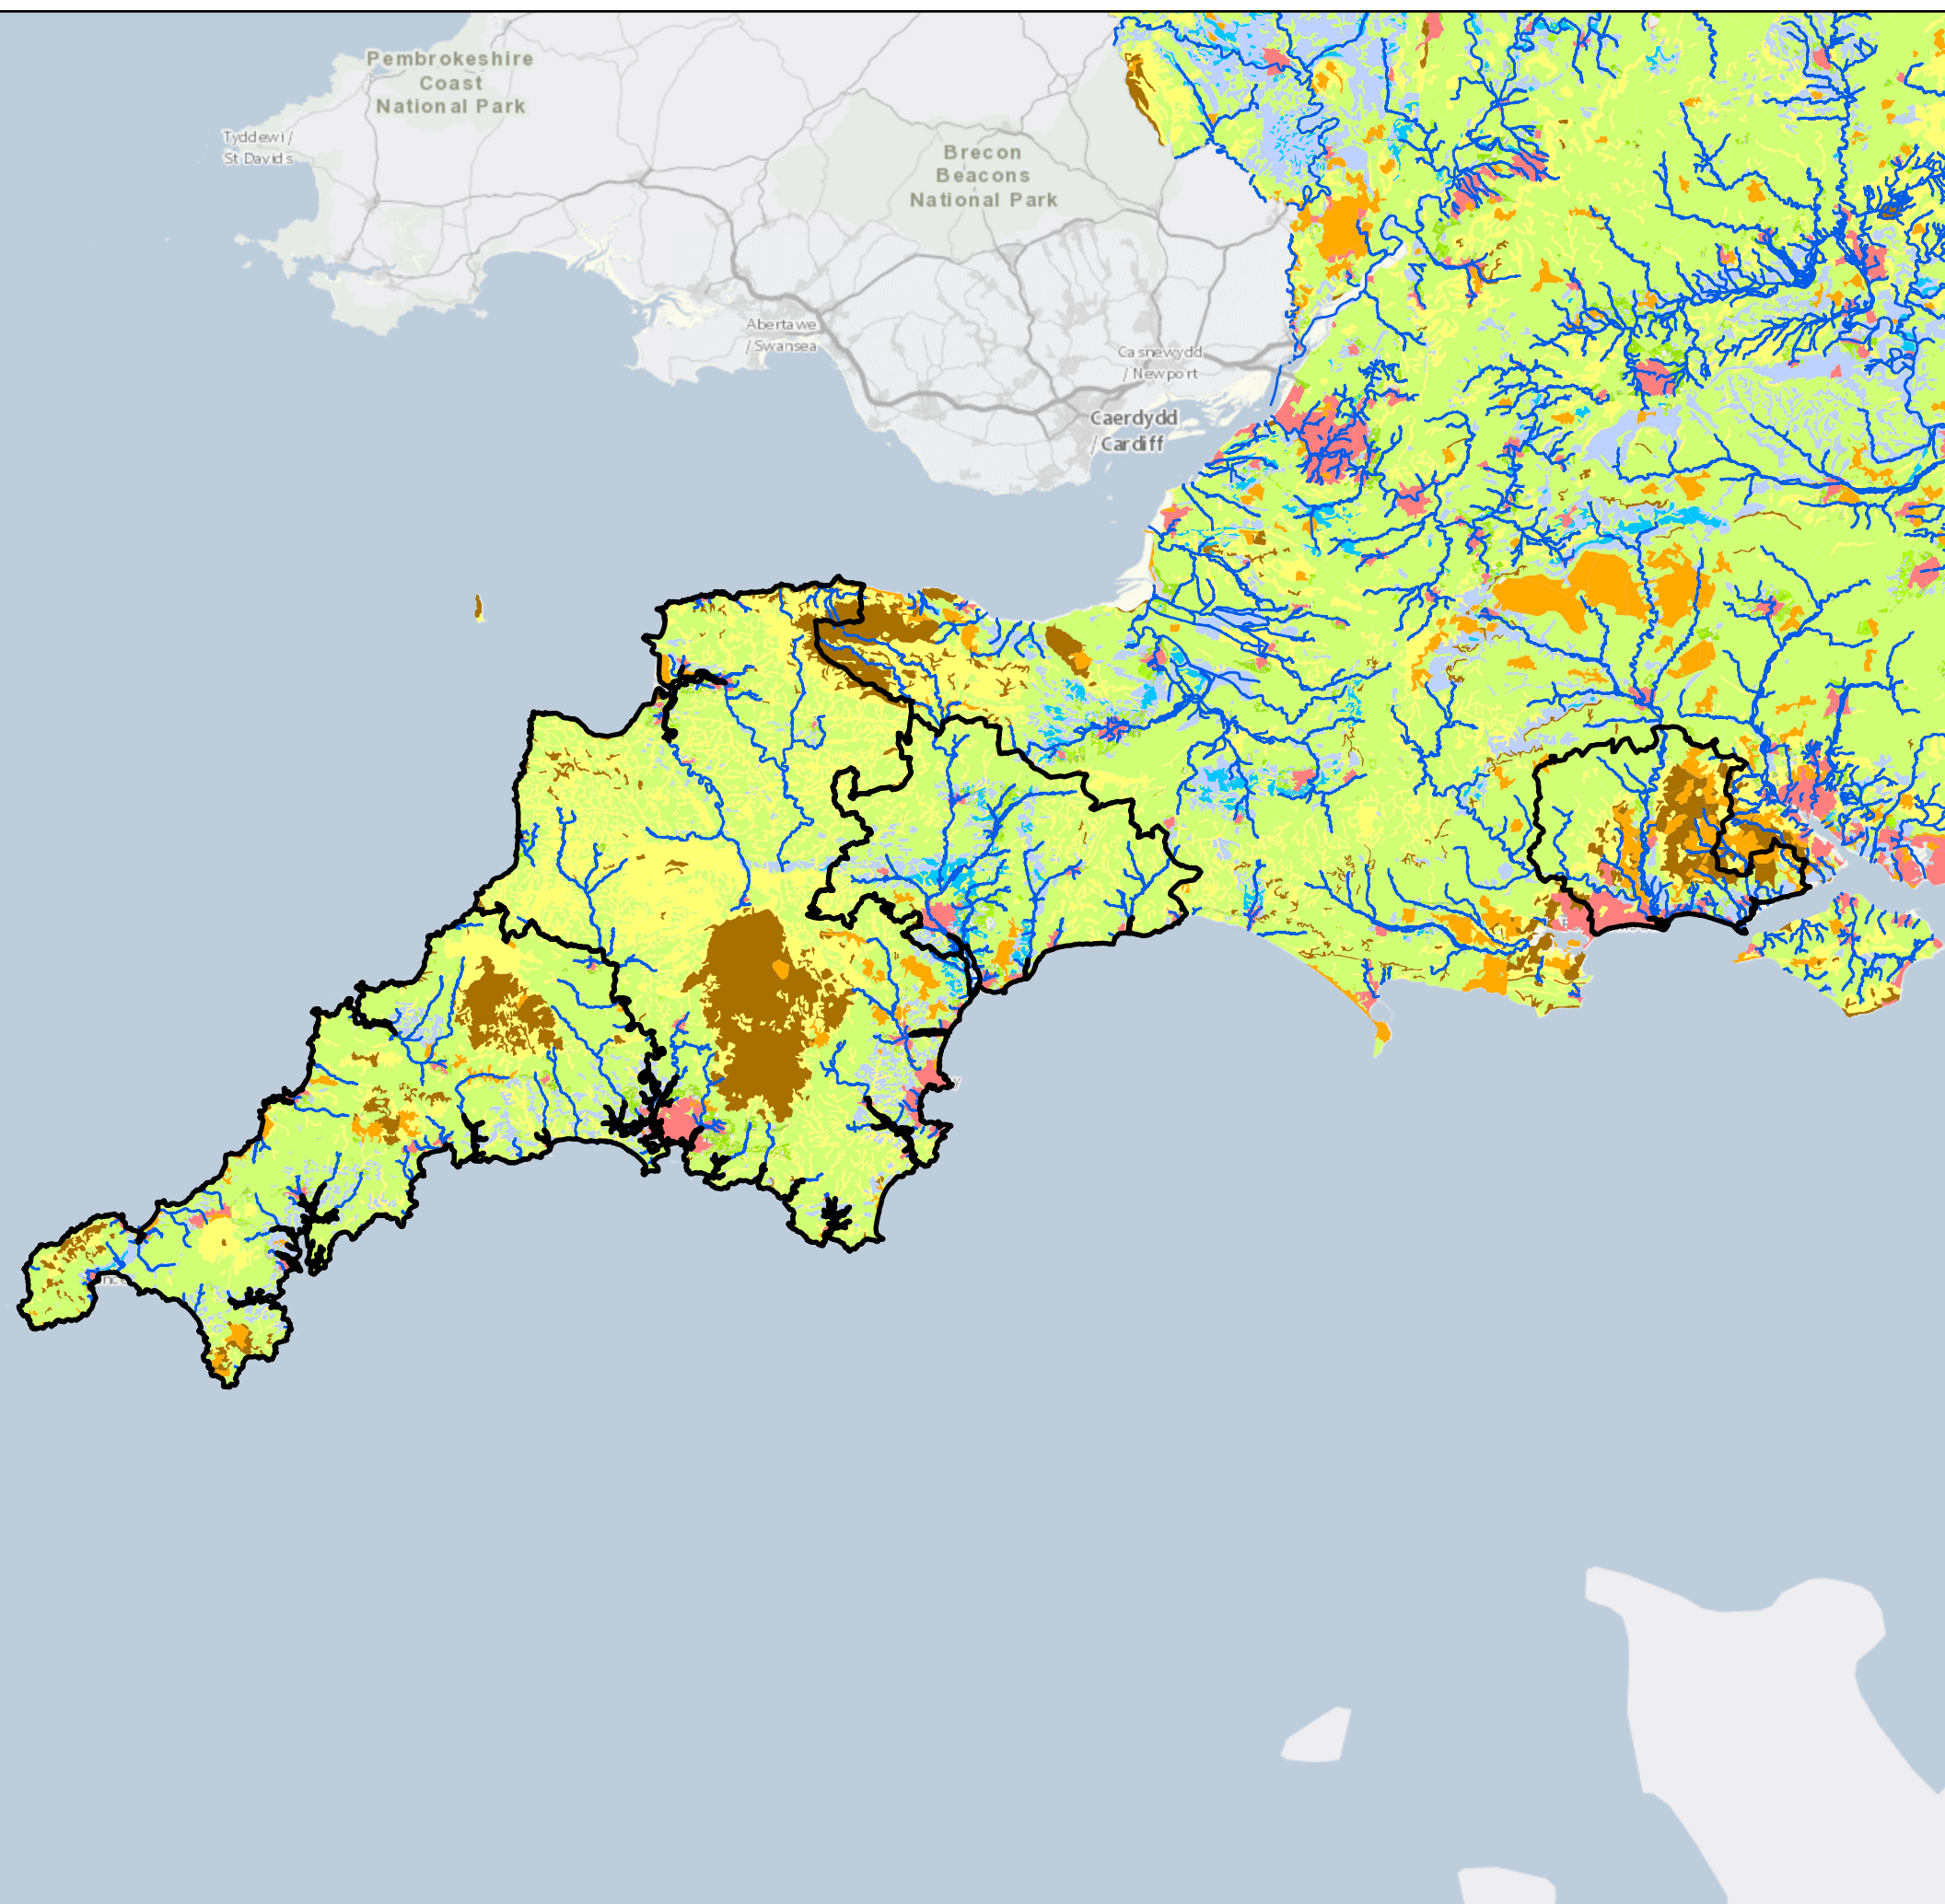 Pembrokeshire
Coast
National Park
Tyddewi /
St Davids
Brecon
Beacons
National Park
Abertawe
/ Swansea
Casnewydd
/ Newport
Caerdydd
/ Cardiff